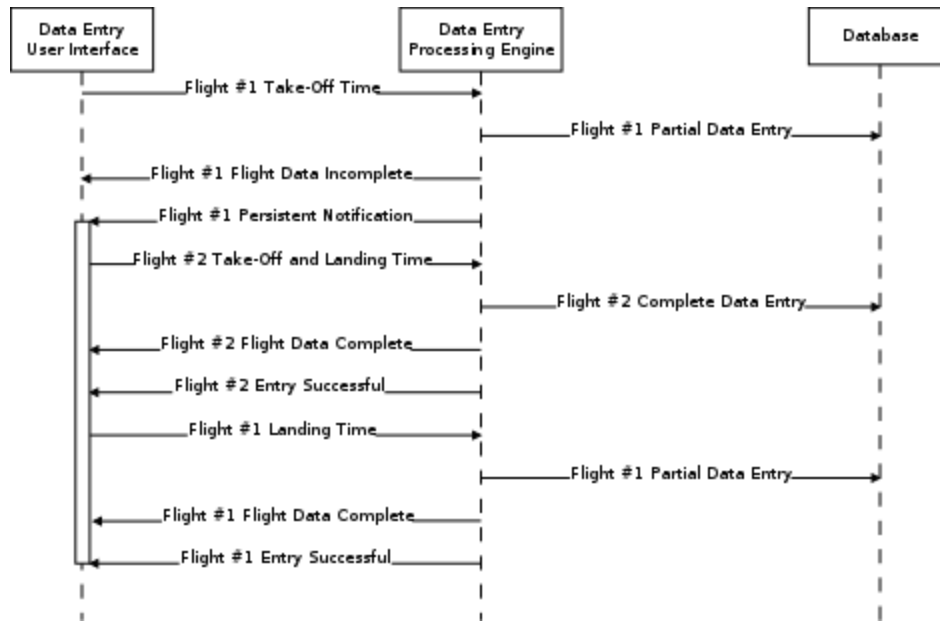 Data Entry
User Interface
Data Entry
Processing Engine
Database
Flight #1 Take-Off Time
Flight #1 Partial Data Entry
Flight #1 Flight Data Incomplete
Flight #1 Persistent Notification
Flight #2 Take-Off and Landing Time
Flight #2 Complete Data Entry
Flight #2 Flight Data Complete
Flight #2 Entry Successful
Flight #1 Landing Time
Flight #1 Partial Data Entry
Flight #1 Flight Data Complete
Flight #1 Entry Successful